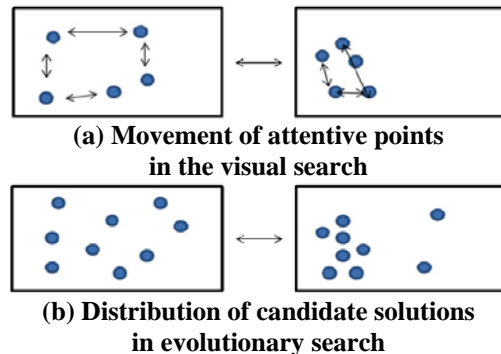 (a) Movement of attentive points
in the visual search
(b) Distribution of candidate solutions
in evolutionary search